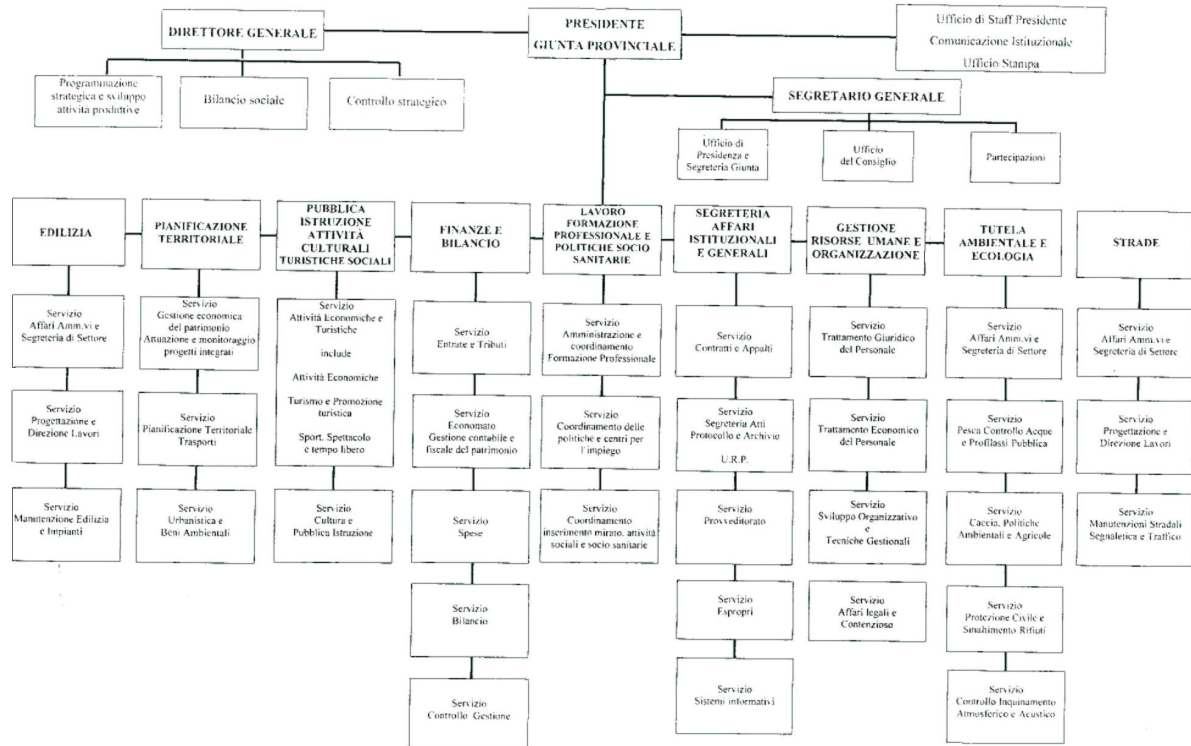 DIRETTORE GENERALE
PRESIDENTE
GIUNTA PROVINCIALE
Ufficio di Staff Presidente
Comunicazione Istituzionale
Ufficio Stampa
Programmazione
strategica e sviluppo
attività produttive
Bilancio sociale
Controllo strategico
SEGRETARIO GENERALE
Ufficio di
Presidenza e
Segreteria Giunta
Ufficio
del Consiglio
Partecipazioni
EDILIZIA
PIANIFICAZIONE
TERRITORIALE
PUBBLICA
ISTRUZIONE
ATTIVITÀ
CULTURALI
TURISTICHE SOCIALI
FINANZE E
BILANCIO
LAVORO
FORMAZIONE
PROFESSIONALE E
POLITICHE SOCIO
SANITARIE
SEGRETERIA
AFFARI
ISTITUZIONALI
E GENERALI
GESTIONE
RISORSE UMANE E
ORGANIZZAZIONE
TUTELA
AMBIENTALE E
ECOLOGIA
STRADE
Servizio
Affari Amm.vi e
Segreteria di Settore
Servizio
Gestione economica
del patrimonio
Attuazione e monitoraggio
progetti integrati
Servizio
Attività Economiche e
Turistiche
include
Attività Economiche
Turismo e Promozione
turistica
Sport. Spettacolo
e tempo libero
Servizio
Entrate e Tributi
Servizio
Amministrazione e
coordinamento
Formazione Professionale
Servizio
Contratti e Appalti
Servizio
Trattamento Giuridico
del Personale
Servizio
Affari Amm.vi e
Segreteria di Settore
Servizio
Affari Amm.vi e
Segreteria di Settore
Servizio
Progettazione e
Direzione Lavori
Servizio
Pianificazione Territoriale
Trasporti
Servizio
Economato
Gestione contabile e
fiscale del patrimonio
Servizio
Coordinamento delle
politiche e centri per
l'impiego
Servizio
Segreteria Atti
Protocollo e Archivio
U.R.P.
Servizio
Trattamento Economico
del Personale
Servizio
Pesca Controllo Acque
e Profilassi Pubblica
Servizio
Progettazione e
Direzione Lavori
Servizio
Manutenzione Edilizia
e Impianti
Servizio
Urbanistica e
Beni Ambientali
Servizio
Cultura e
Pubblica Istruzione
Servizio
Spese
Servizio
Coordinamento
inserimento mirato, attività
sociali e socio sanitarie
Servizio
Provveditorato
Servizio
Sviluppo Organizzativo
e
Tecniche Gestionali
Servizio
Caccia, Politiche
Ambientali e Agricole
Servizio
Manutenzioni Stradali
Segnaletica e Traffico
Servizio
Bilancio
Servizio
Espropri
Servizio
Affari legali e
Contenzioso
Servizio
Protezione Civile e
Smaltimento Rifiuti
Servizio
Controllo Gestione
Servizio
Sistemi informativi
Servizio
Controllo Inquinamento
Atmosferico e Acustico